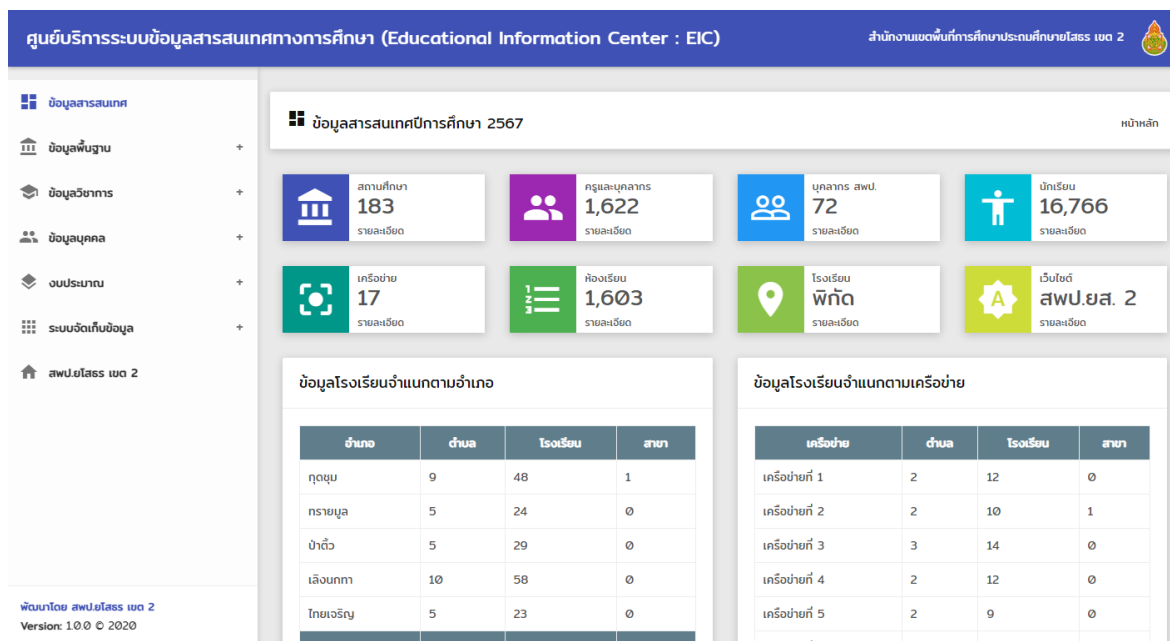 ศูนย์บริการระบบข้อมูลสารสนเทศทางการศึกษา (Educational Information Center : EIC)
สำนักงานเขตพื้นที่การศึกษาประถมศึกษายโสธร เขต 2
ข้อมูลสารสนเทศ
ข้อมูลพื้นฐาน +
ข้อมูลวิชาการ +
ข้อมูลบุคคล +
งบประมาณ +
ระบบจัดเก็บข้อมูล +
สพป.ยโสธร เขต 2
พัฒนาโดย สพป.ยโสธร เขต 2
Version: 1.0.0 © 2020
ข้อมูลสารสนเทศปีการศึกษา 2567
หน้าหลัก
สถานศึกษา
183
รายละเอียด
ครูและบุคลากร
1,622
รายละเอียด
บุคลากร สพป.
72
รายละเอียด
นักเรียน
16,766
รายละเอียด
เครือข่าย
17
รายละเอียด
ห้องเรียน
1,603
รายละเอียด
โรงเรียน
พิกัด
รายละเอียด
เว็บไซต์
สพป.ยส. 2
รายละเอียด
ข้อมูลโรงเรียนจำแนกตามอำเภอ
อำเภอ ตำบล โรงเรียน สาขา
กุดชุม 9 48 1
ทรายมูล 5 24 0
ป่าติ้ว 5 29 0
เลิงนกทา 10 58 0
ไทยเจริญ 5 23 0
ข้อมูลโรงเรียนจำแนกตามเครือข่าย
เครือข่าย ตำบล โรงเรียน สาขา
เครือข่ายที่ 1 2 12 0
เครือข่ายที่ 2 2 10 1
เครือข่ายที่ 3 3 14 0
เครือข่ายที่ 4 2 12 0
เครือข่ายที่ 5 2 9 0